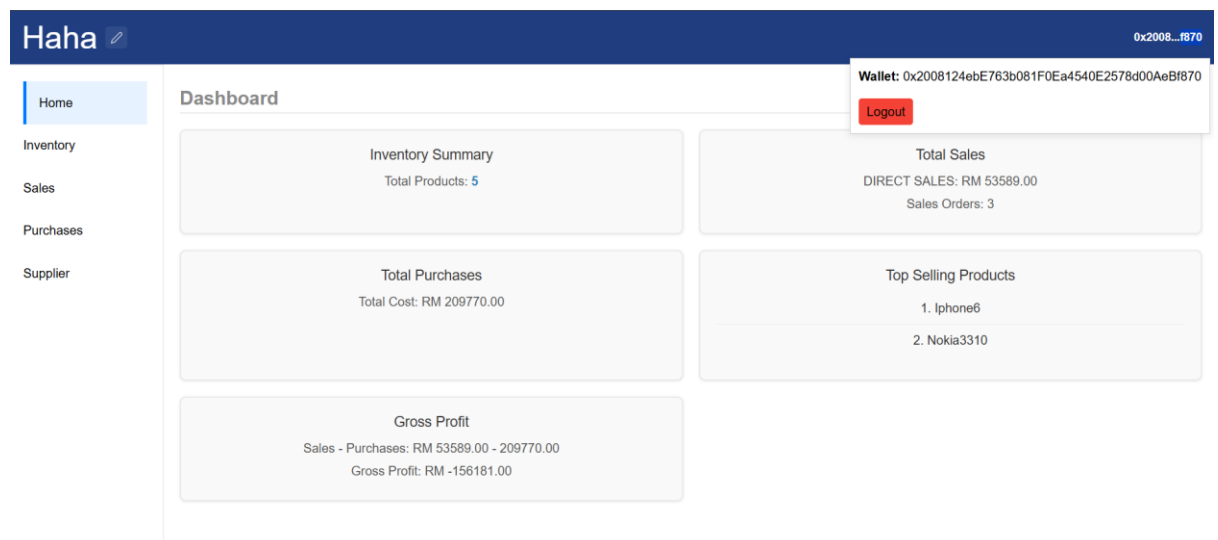 Haha
0x2008...f870
Wallet: 0x2008124ebE763b081F0Ea4540E2578d00AeBf870
Logout
Home
Inventory
Sales
Purchases
Supplier
Dashboard
Inventory Summary
Total Products: 5
Total Sales
DIRECT SALES: RM 53589.00
Sales Orders: 3
Total Purchases
Total Cost: RM 209770.00
Top Selling Products
1. Iphone6
2. Nokia3310
Gross Profit
Sales - Purchases: RM 53589.00 - 209770.00
Gross Profit: RM -156181.00